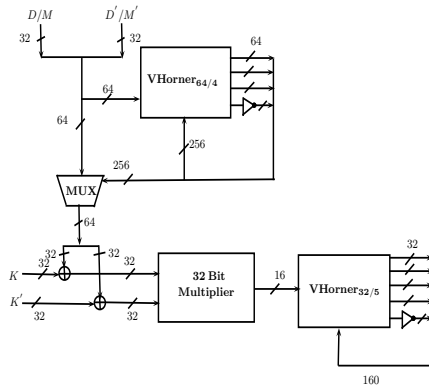 D/M
D'/M'
32
32
64
VHorner64/4
64
64
256
256
MUX
64
32
32
32
32
K
K'
32
32
32 Bit
Multiplier
16
VHorner32/5
32
160